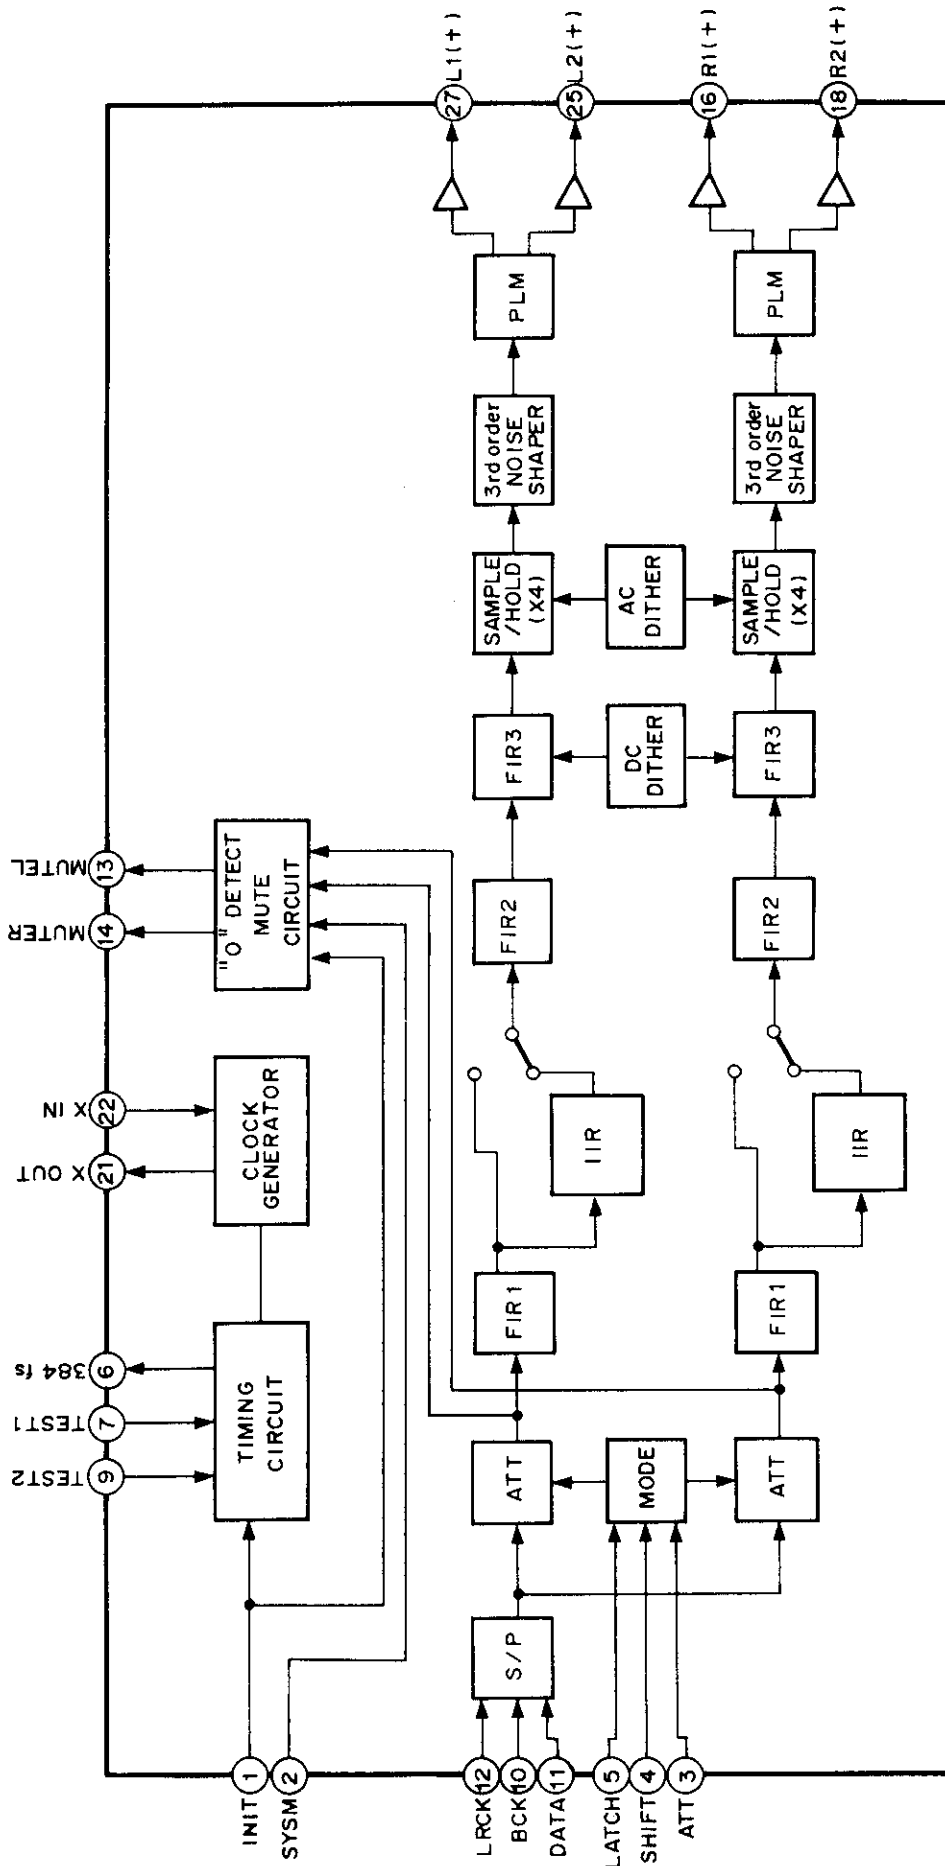 INIT
1
SYSM
2
LRCK
12
BCK
10
DATA
11
LATCH
5
SHIFT
4
ATT
3
TEST2
9
TEST1
7
384 fs
6
X OUT
21
X IN
22
MUTER
14
MUTEL
13
TIMING
CIRCUIT
CLOCK
GENERATOR
"O" DETECT
MUTE
CIRCUIT
S/P
ATT
MODE
ATT
FIR1
IIR
FIR2
FIR3
SAMPLE
/HOLD
(X4)
3rd order
NOISE
SHAPER
PLM
DC
DITHER
AC
DITHER
FIR1
IIR
FIR2
FIR3
SAMPLE
/HOLD
(X4)
3rd order
NOISE
SHAPER
PLM
27
L1(+)
25
L2(+)
16
R1(+)
18
R2(+)